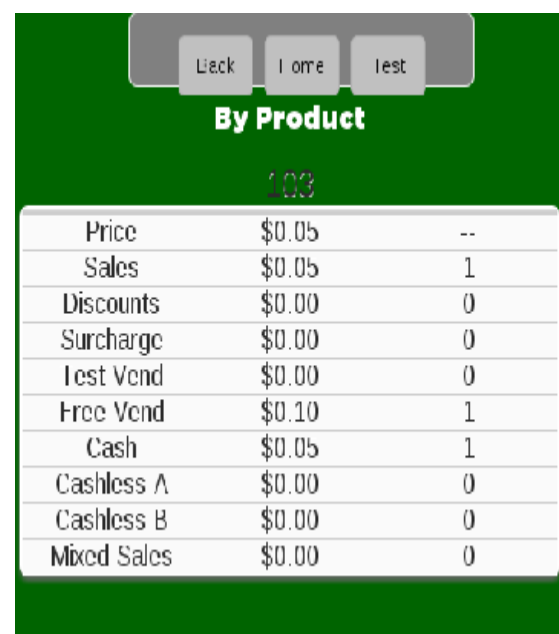 Back Home Test
By Product
103
Price $0.05 --
Sales $0.05 1
Discounts $0.00 0
Surcharge $0.00 0
Test Vend $0.00 0
Free Vend $0.10 1
Cash $0.05 1
Cashless A $0.00 0
Cashless B $0.00 0
Mixed Sales $0.00 0